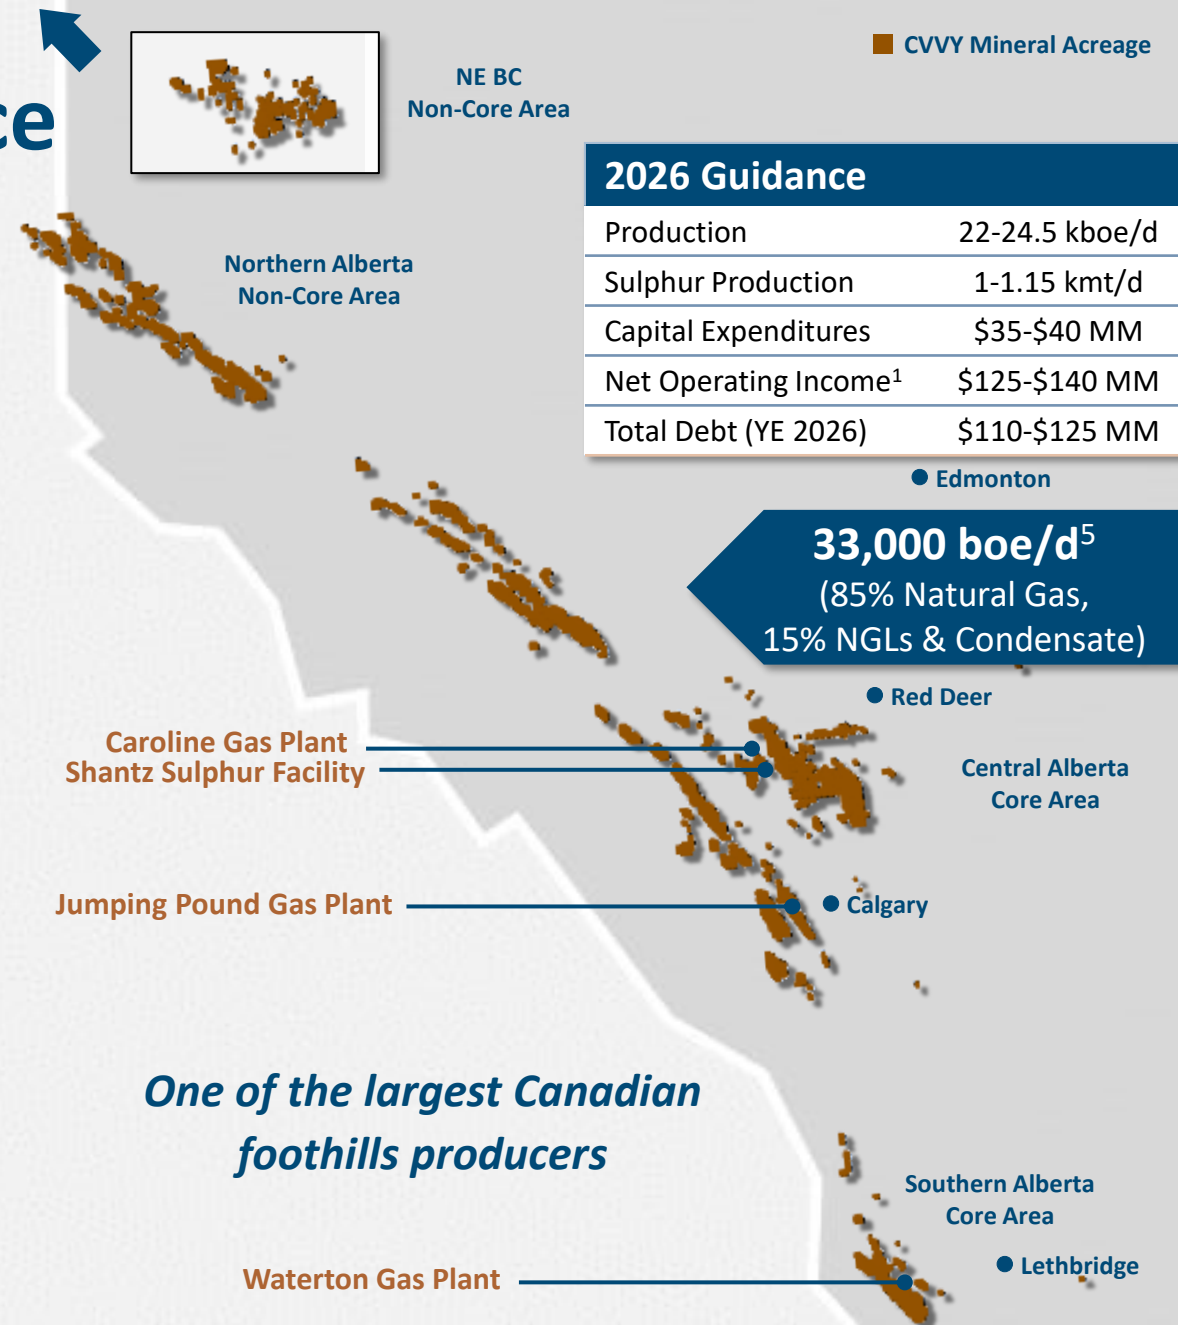 CVVY Mineral Acreage
NE BC
Non-Core Area
2026 Guidance
Production 22-24.5 kboe/d
Sulphur Production 1-1.15 kmt/d
Capital Expenditures $35-$40 MM
Net Operating Income¹ $125-$140 MM
Total Debt (YE 2026) $110-$125 MM
Northern Alberta
Non-Core Area
Edmonton
33,000 boe/d⁵
(85% Natural Gas,
15% NGLs & Condensate)
Red Deer
Caroline Gas Plant
Shantz Sulphur Facility
Central Alberta
Core Area
Jumping Pound Gas Plant
Calgary
One of the largest Canadian
foothills producers
Southern Alberta
Core Area
Lethbridge
Waterton Gas Plant